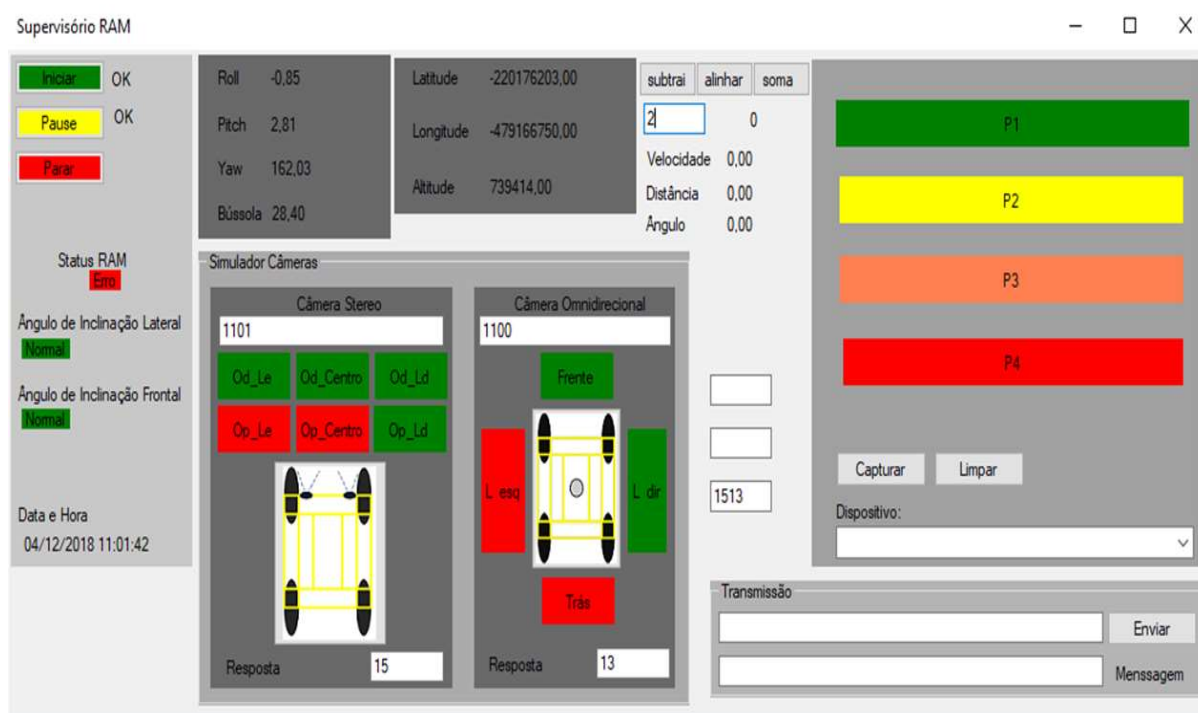 Supervisório RAM
Iniciar OK
Pause OK
Parar
Status RAM
Erro
Ângulo de Inclinação Lateral
Normal
Ângulo de Inclinação Frontal
Normal
Data e Hora
04/12/2018 11:01:42
Roll -0,85
Pitch 2,81
Yaw 162,03
Bússola 28,40
Latitude -220176203,00
Longitude -479166750,00
Altitude 739414,00
subtrai alinhar soma
2 0
Velocidade 0,00
Distância 0,00
Ângulo 0,00
Simulador Câmeras
Câmera Stereo
1101
Od_Le Od_Centro Od_Ld
Op_Le Op_Centro Op_Ld
Resposta 15
Câmera Omnidirecional
1100
Frente
L esq L dir
Trás
Resposta 13
1513
P1
P2
P3
P4
Capturar Limpar
Dispositivo:
Transmissão
Enviar
Menssagem